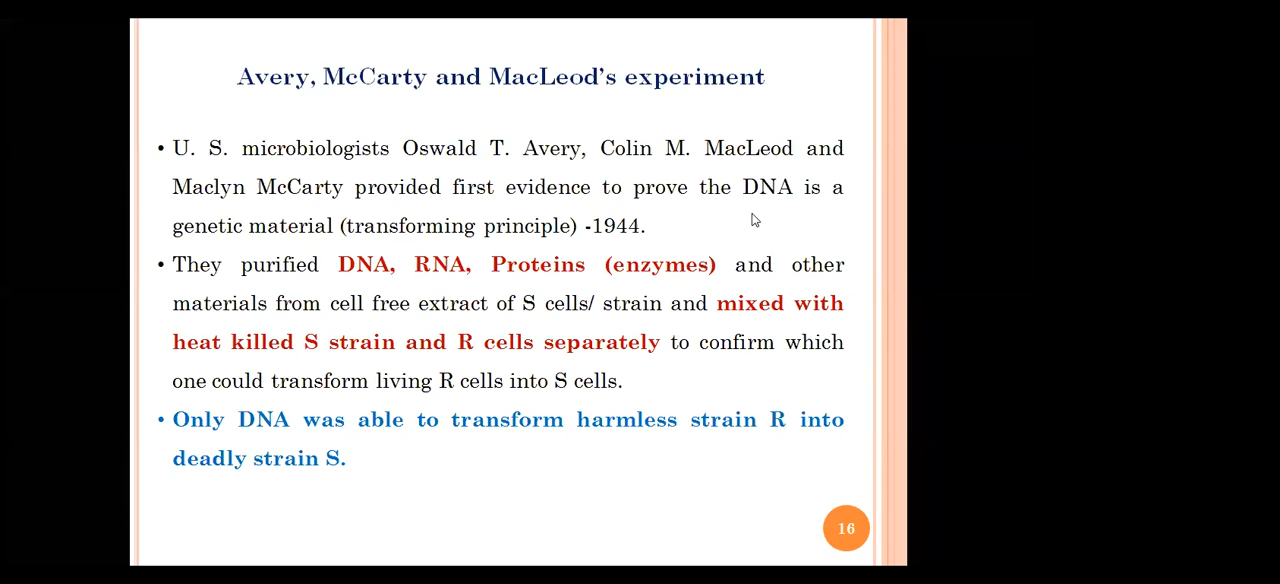 Avery, McCarty and MacLeod's experiment
• U. S. microbiologists Oswald T. Avery, Colin M. MacLeod and
Maclyn McCarty provided first evidence to prove the DNA is a
genetic material (transforming principle) -1944.
• They purified DNA, RNA, Proteins (enzymes) and other
materials from cell free extract of S cells/ strain and mixed with
heat killed S strain and R cells separately to confirm which
one could transform living R cells into S cells.
• Only DNA was able to transform harmless strain R into
deadly strain S.
16